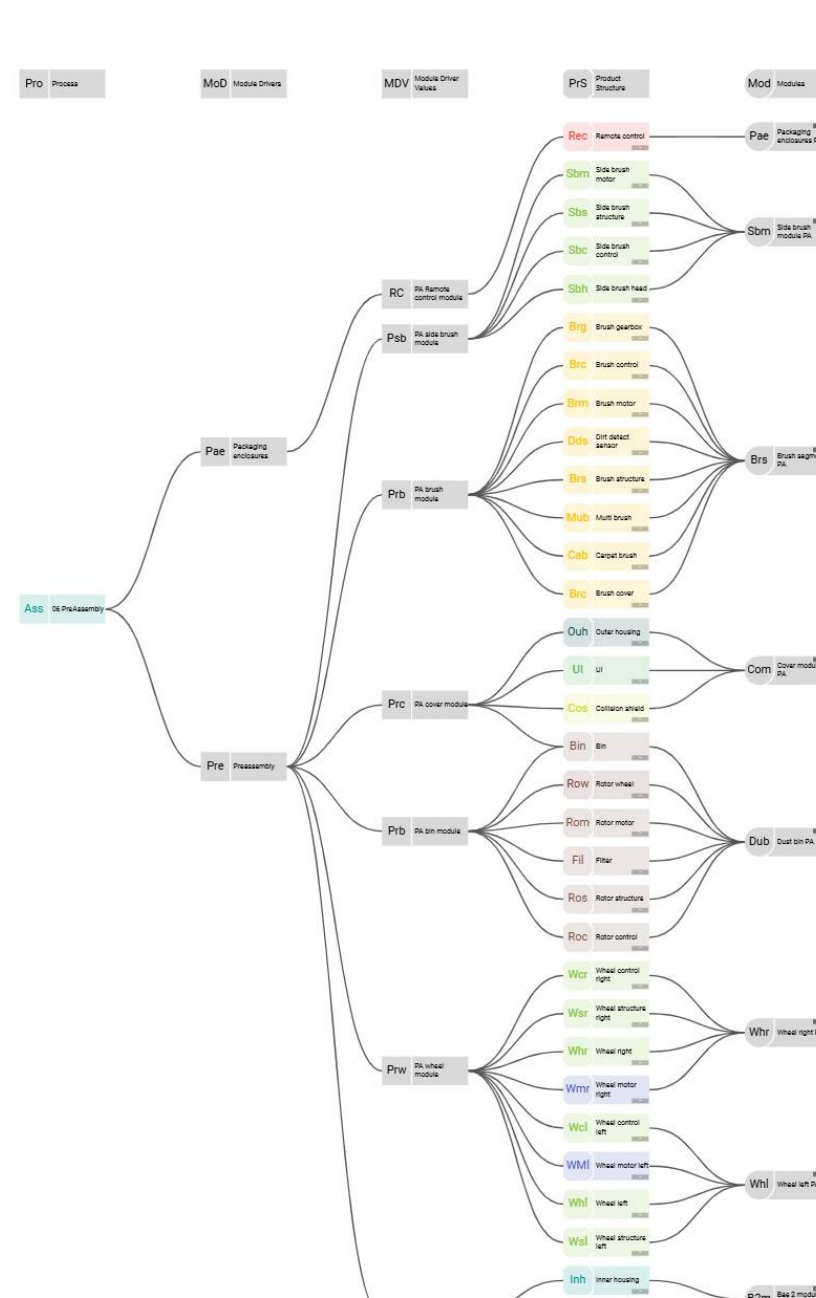 Pro Process
MoD Module Drivers
MDV Module Driver
Values
PrS Product
Structure
Mod Modules
Rec Remote control
Pae Packaging
enclosures
Sbm Side brush
motor
Sbs Side brush
structure
Sbm Side brush
module PA
Sbc Side brush
control
Sbh Side brush head
RC PA Remote
control module
Psb PA side brush
module
Brg Brush gearbox
Brc Brush control
Brm Brush motor
Dds Dirt detect
sensor
Pae Packaging
enclosures
Brs Brush
PA
Brs Brush structure
Prb PA brush
module
Mub Multi brush
Cab Carpet brush
Brc Brush cover
Ass 06 PreAssembly
Ouh Outer housing
UI UI
Com Cover
PA
Prc PA cover module
Cos Collision shield
Bin Bin
Pre Preassembly
Row Rotor wheel
Rom Rotor motor
Prb PA bin module
Dub Dust bin PA
Fil Filter
Ros Rotor structure
Roc Rotor control
Wcr Wheel control
right
Wsr Wheel structure
right
Whr Wheel right
Whr Wheel right
Prw PA wheel
module
Wmr Wheel motor
right
Wcl Wheel control
left
WMl Wheel motor left
Whl Wheel left
Whl Wheel left
Wsl Wheel structure
left
Inh Inner housing